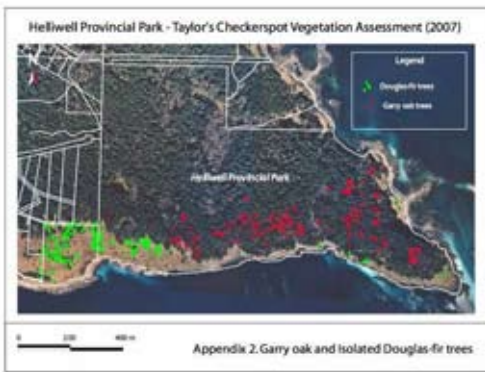 Helliwell Provincial Park - Taylor's Checkerspot Vegetation Assessment (2007)
Legend
Douglas-fir trees
Garry oak trees
Helliwell Provincial Park
0 200 400 m
Appendix 2. Garry oak and Isolated Douglas-fir trees